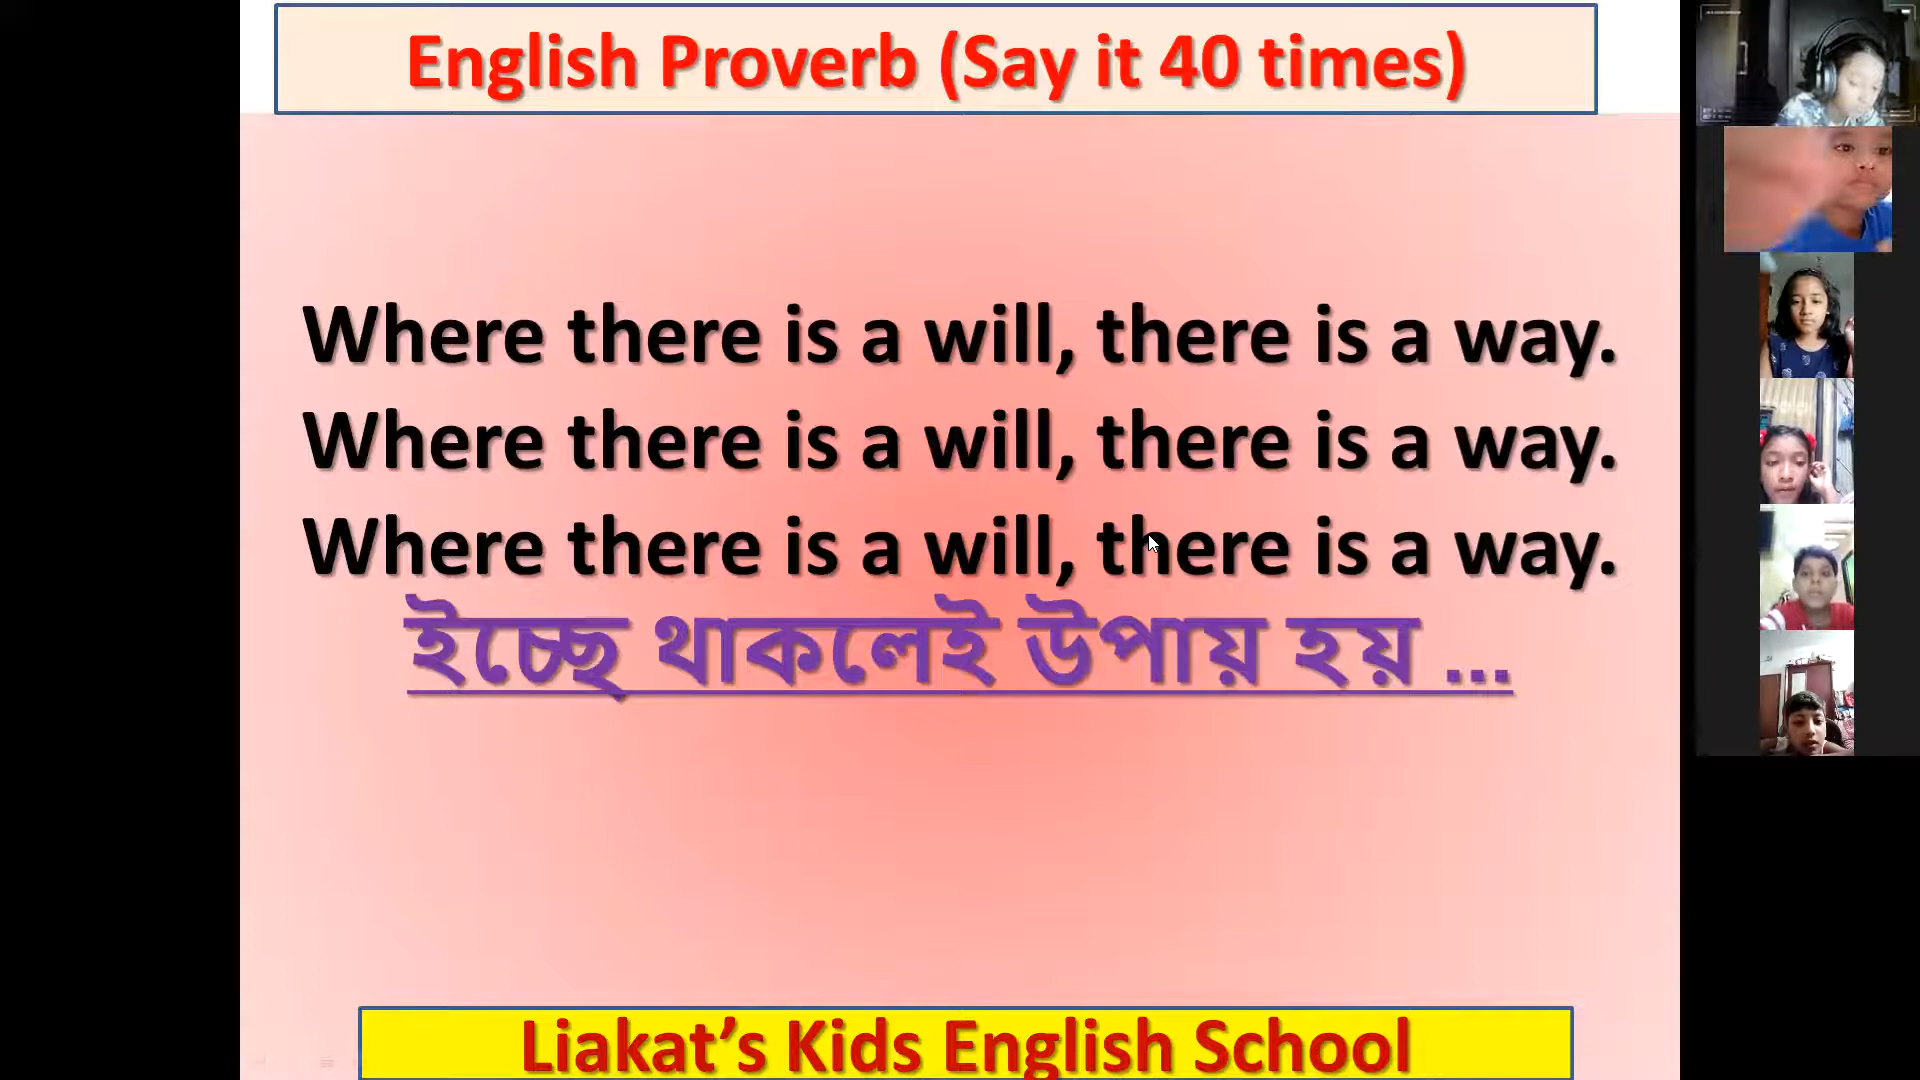 English Proverb (Say it 40 times)
Where there is a will, there is a way.
Where there is a will, there is a way.
Where there is a will, there is a way.
ইচ্ছে থাকলেই উপায় হয় ...
Liakat’s Kids English School